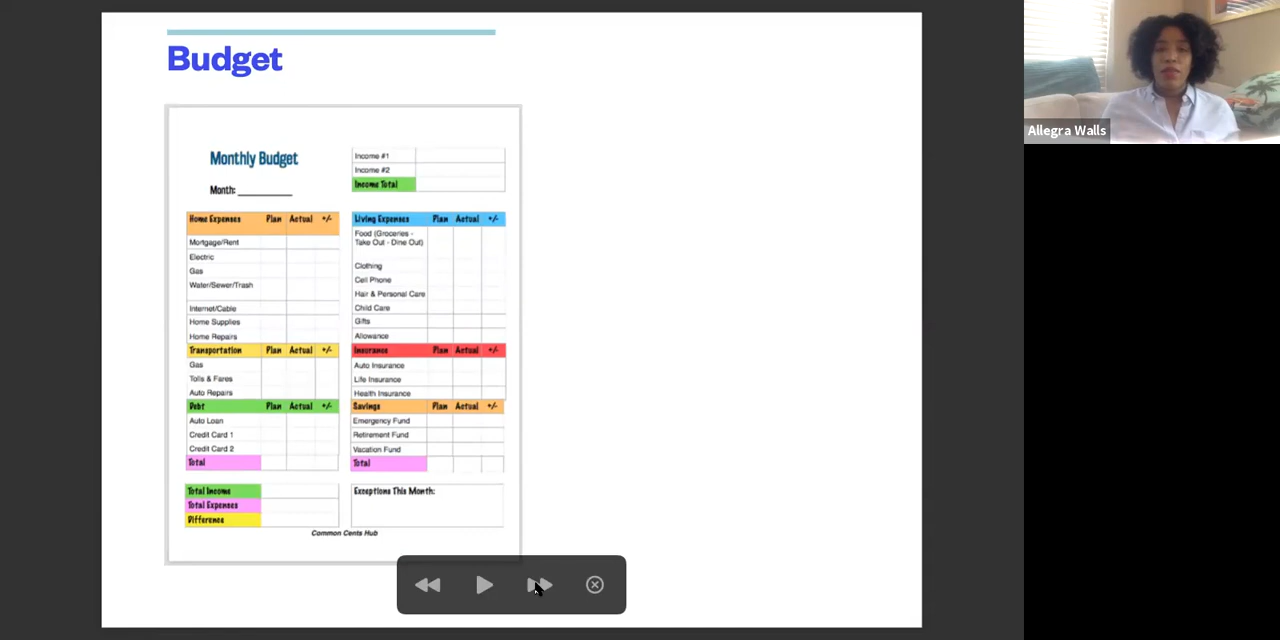 Budget
Allegra Walls
Monthly Budget
Month: __________
Income #1
Income #2
Income Total
Home Expenses Plan Actual +/-
Mortgage/Rent
Electric
Gas
Water/Sewer/Trash
Internet/Cable
Home Supplies
Home Repairs
Transportation Plan Actual +/-
Gas
Tolls & Fares
Auto Repairs
Debt Plan Actual +/-
Auto Loan
Credit Card 1
Credit Card 2
Total
Living Expenses Plan Actual +/-
Food (Groceries -
Take Out - Dine Out)
Clothing
Cell Phone
Hair & Personal Care
Child Care
Gifts
Allowance
Insurance Plan Actual +/-
Auto Insurance
Life Insurance
Health Insurance
Savings Plan Actual +/-
Emergency Fund
Retirement Fund
Vacation Fund
Total
Total Income
Total Expenses
Difference
Exceptions This Month:
Common Cents Hub